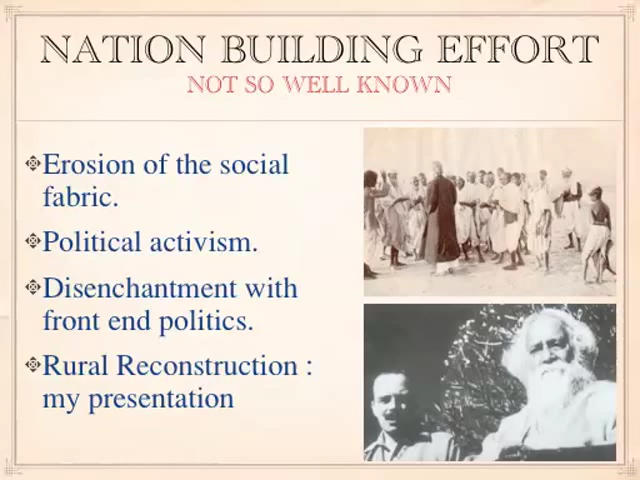 NATION BUILDING EFFORT
NOT SO WELL KNOWN
Erosion of the social
fabric.
Political activism.
Disenchantment with
front end politics.
Rural Reconstruction :
my presentation